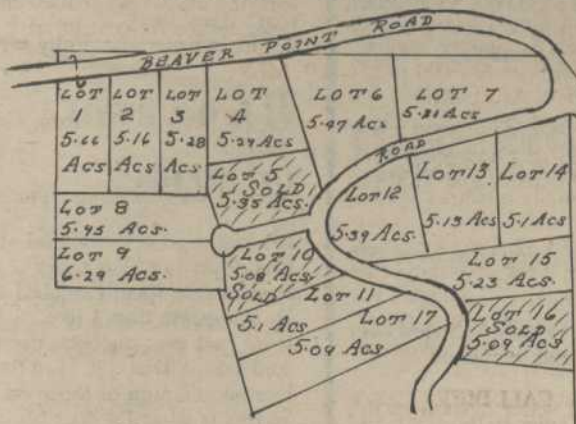 BEAVER POINT ROAD
LOT
1
5.66
Acs
LOT
2
5.16
Acs
LOT
3
5.28
Acs.
LOT
4
5.24 Acs
LOT 6
5.47 Acs
LOT 7
5.21 Acs.
ROAD
LOT 5
SOLD
5.35 Acs.
LOT 8
5.45 Acs.
LOT 9
6.29 Acs.
LOT 10
5.08 Acs
SOLD
LOT 11
5.1 Acs
LOT 12
5.39 Acs.
LOT 13
5.13 Acs
LOT 14
5.1 Acs
LOT 15
5.23 Acs
LOT 16
SOLD
5.09 Acs
LOT 17
5.04 Acs